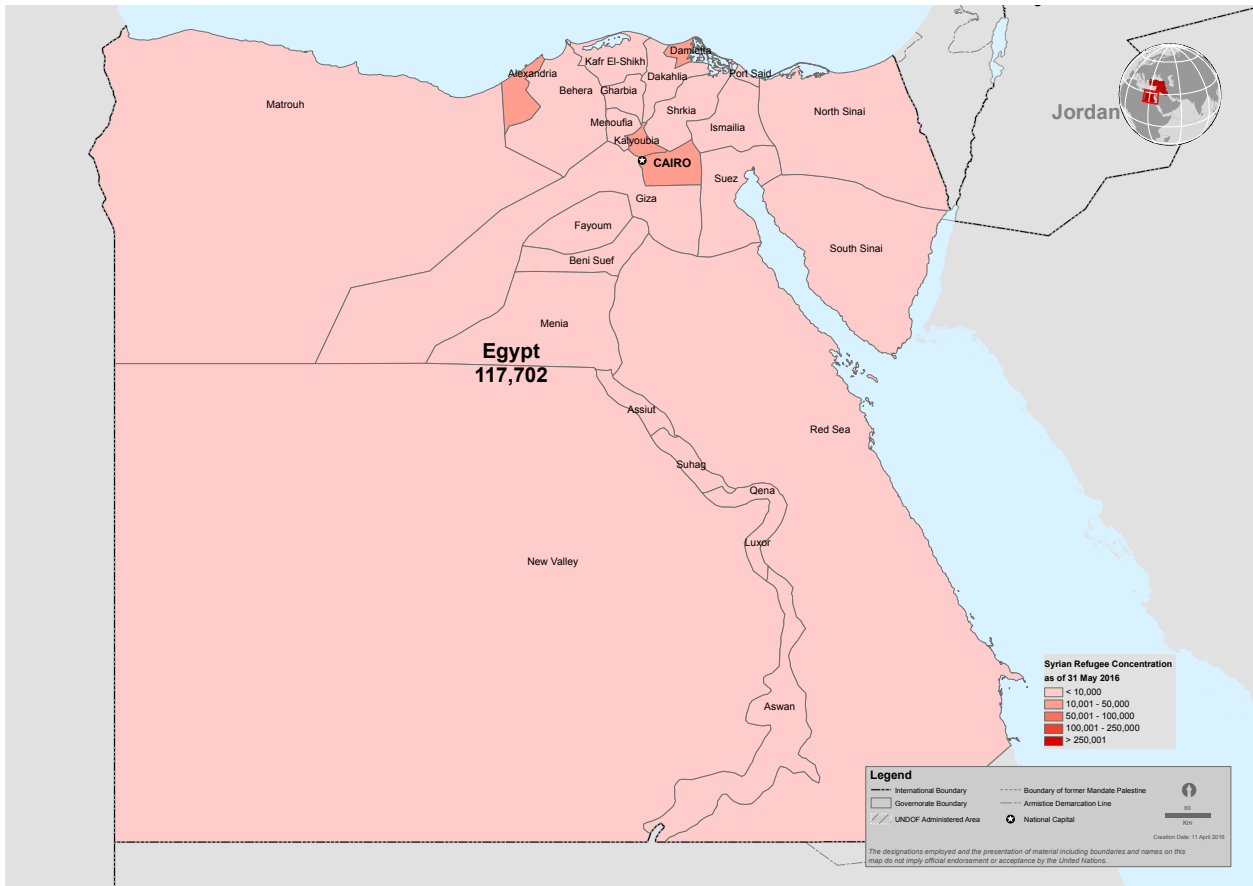 Damietta
Kafr El-Shikh
Alexandria
Port Said
Dakahlia
Behera
Gharbia
Matrouh
Shrkia
North Sinai
Jordan
Menoufia
Ismailia
Kalyoubia
CAIRO
Suez
Giza
Fayoum
South Sinai
Beni Suef
Menia
Egypt
117,702
Assiut
Red Sea
Suhag
Qena
Luxor
New Valley
Aswan
Syrian Refugee Concentration
as of 31 May 2016
< 10,000
10,001 - 50,000
50,001 - 100,000
100,001 - 250,000
> 250,001
Legend
International Boundary
Boundary of former Mandate Palestine
Governorate Boundary
Armistice Demarcation Line
UNDOF Administered Area
National Capital
60
Km
Creation Date: 11 April 2016
The designations employed and the presentation of material including boundaries and names on this
map do not imply official endorsement or acceptance by the United Nations.